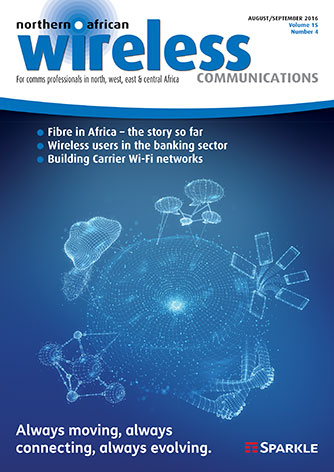 northern african
AUGUST/SEPTEMBER 2016
Volume 15
Number 4
wireless
For comms professionals in north, west, east & central Africa
COMMUNICATIONS
Fibre in Africa – the story so far
Wireless users in the banking sector
Building Carrier Wi-Fi networks
Always moving, always
connecting, always evolving.
SPARKLE